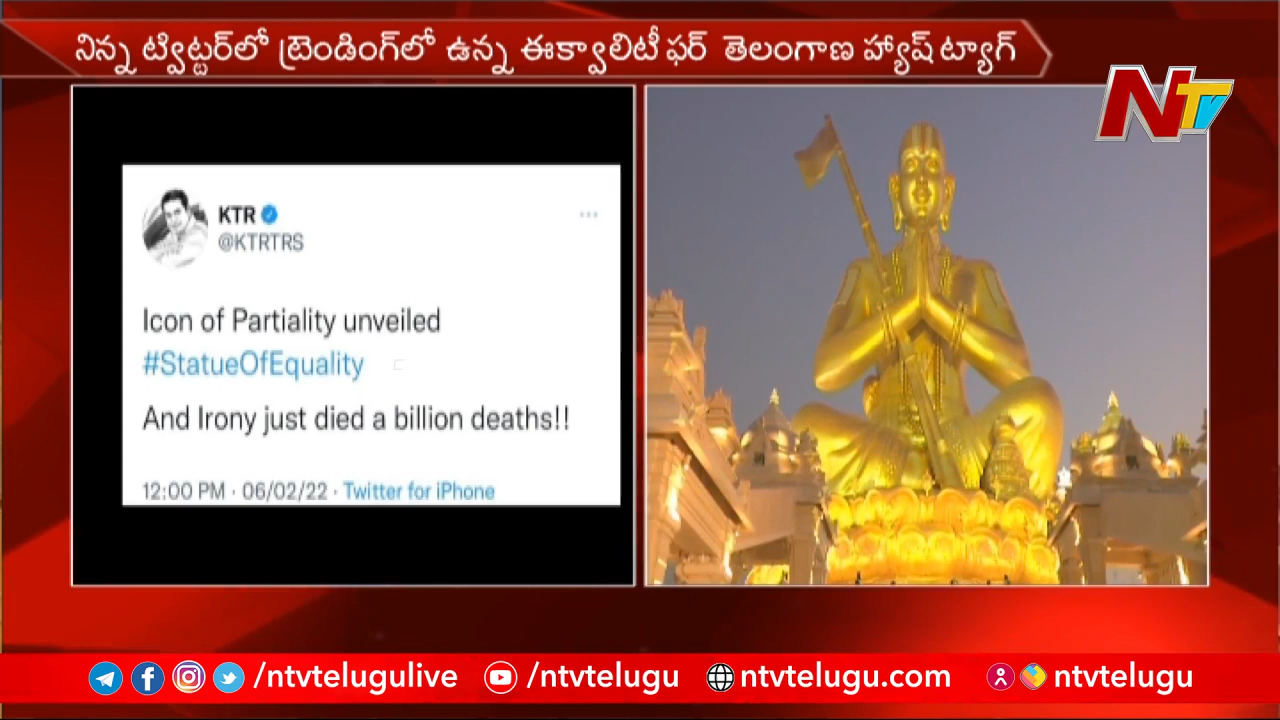 నిన్న ట్విట్టర్‌లో ట్రెండింగ్‌లో ఉన్న ఈక్వాలిటీ ఫర్ తెలంగాణ హ్యాష్ ట్యాగ్
NTV
KTR
@KTRTRS
Icon of Partiality unveiled
#StatueOfEquality
And Irony just died a billion deaths!!
12:00 PM · 06/02/22 · Twitter for iPhone
/ntvtelugulive /ntvtelugu ntvtelugu.com ntvtelugu